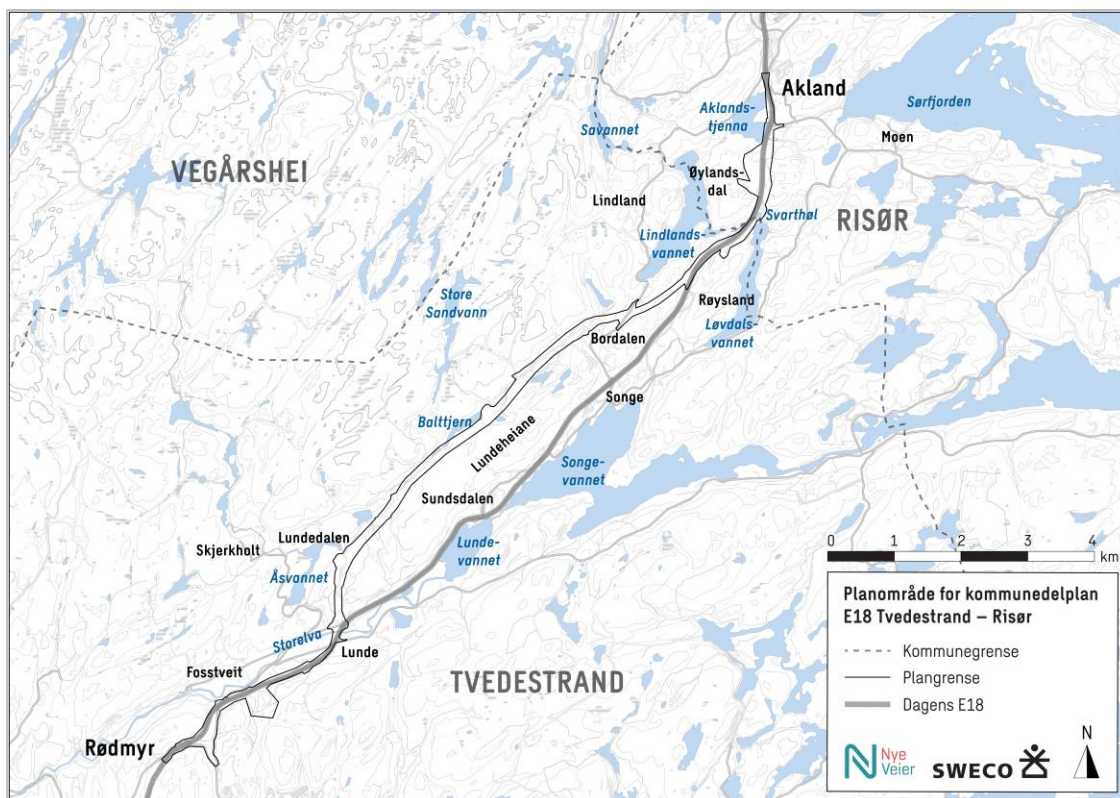 Akland
Sørfjorden
Aklands-
tjenna
Savannet
Moen
VEGÅRSHEI
Øylands-
dal
Lindland
Svarthøl
RISØR
Lindlands-
vannet
Store
Sandvann
Røysland
Løvdals-
vannet
Bordalen
Songe
Balttjern
Lundeheiane
Songe-
vannet
Sundsdalen
Lundedalen
Lunde-
vannet
Skjerkholt
Åsvannet
Storelva
Lunde
Fosstveit
TVEDESTRAND
Rødmyr
0 1 2 3 4
km
Planområde for kommunedelplan
E18 Tvedestrand – Risør
Kommunegrense
Plangrense
Dagens E18
N
Nye
Veier
SWECO